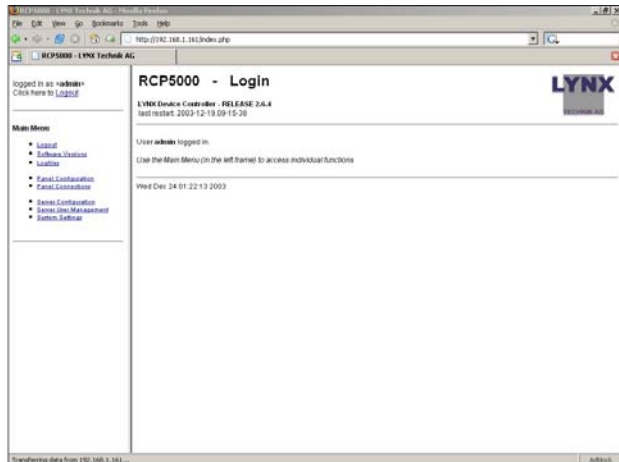 RCP5000 - LYNX Technik AG - Mozilla Firefox
File Edit View Go Bookmarks Tools Help
http://192.168.1.161/index.php
RCP5000 - LYNX Technik AG
logged in as <admin>
Click here to Logout
Main Menu
Logout
Software Versions
Logfiles
Panel Configuration
Panel Connections
Server Configuration
Server User Management
System Settings
RCP5000 - Login
LYNX
TECHNIK AG
LYNX Device Controller - RELEASE 2.6.4
last restart: 2003-12-19.09-15-38
User admin logged in.
Use the Main Menu (in the left frame) to access individual functions
Wed Dec 24 01:22:13 2003
Transferring data from 192.168.1.161...
Adblock